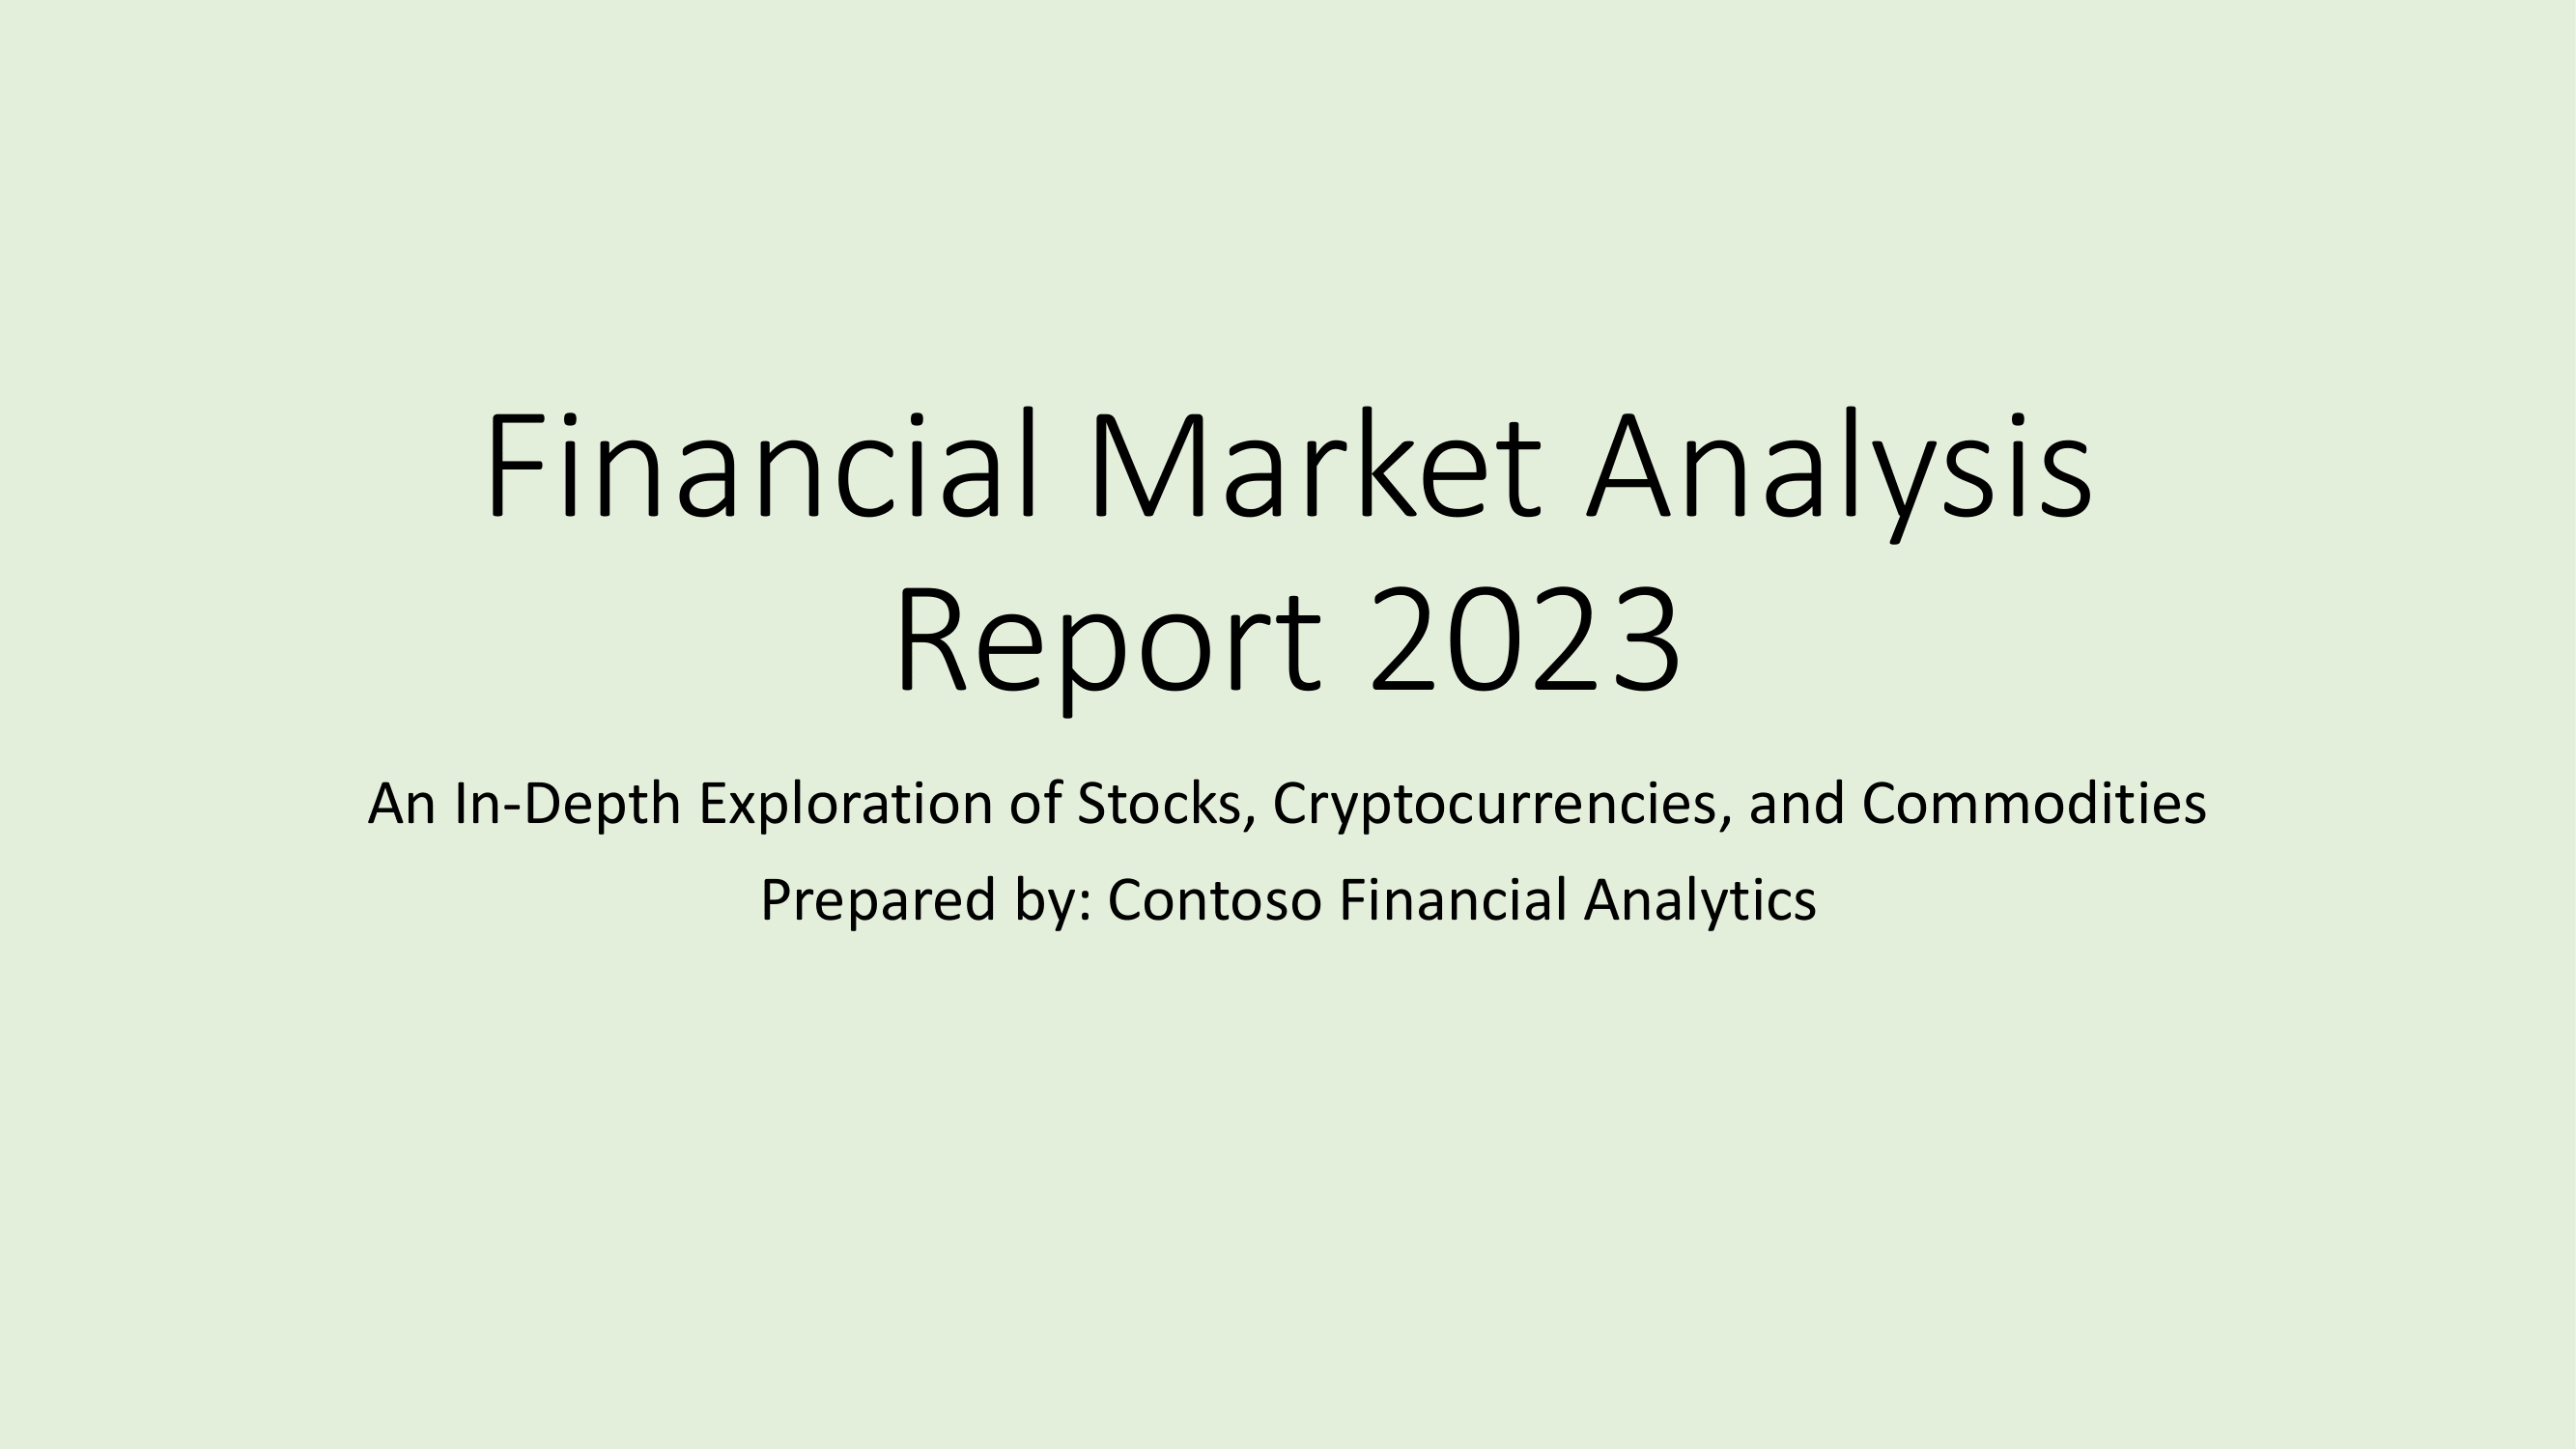 Financial Market Analysis
Report 2023
An In-Depth Exploration of Stocks, Cryptocurrencies, and Commodities
Prepared by: Contoso Financial Analytics